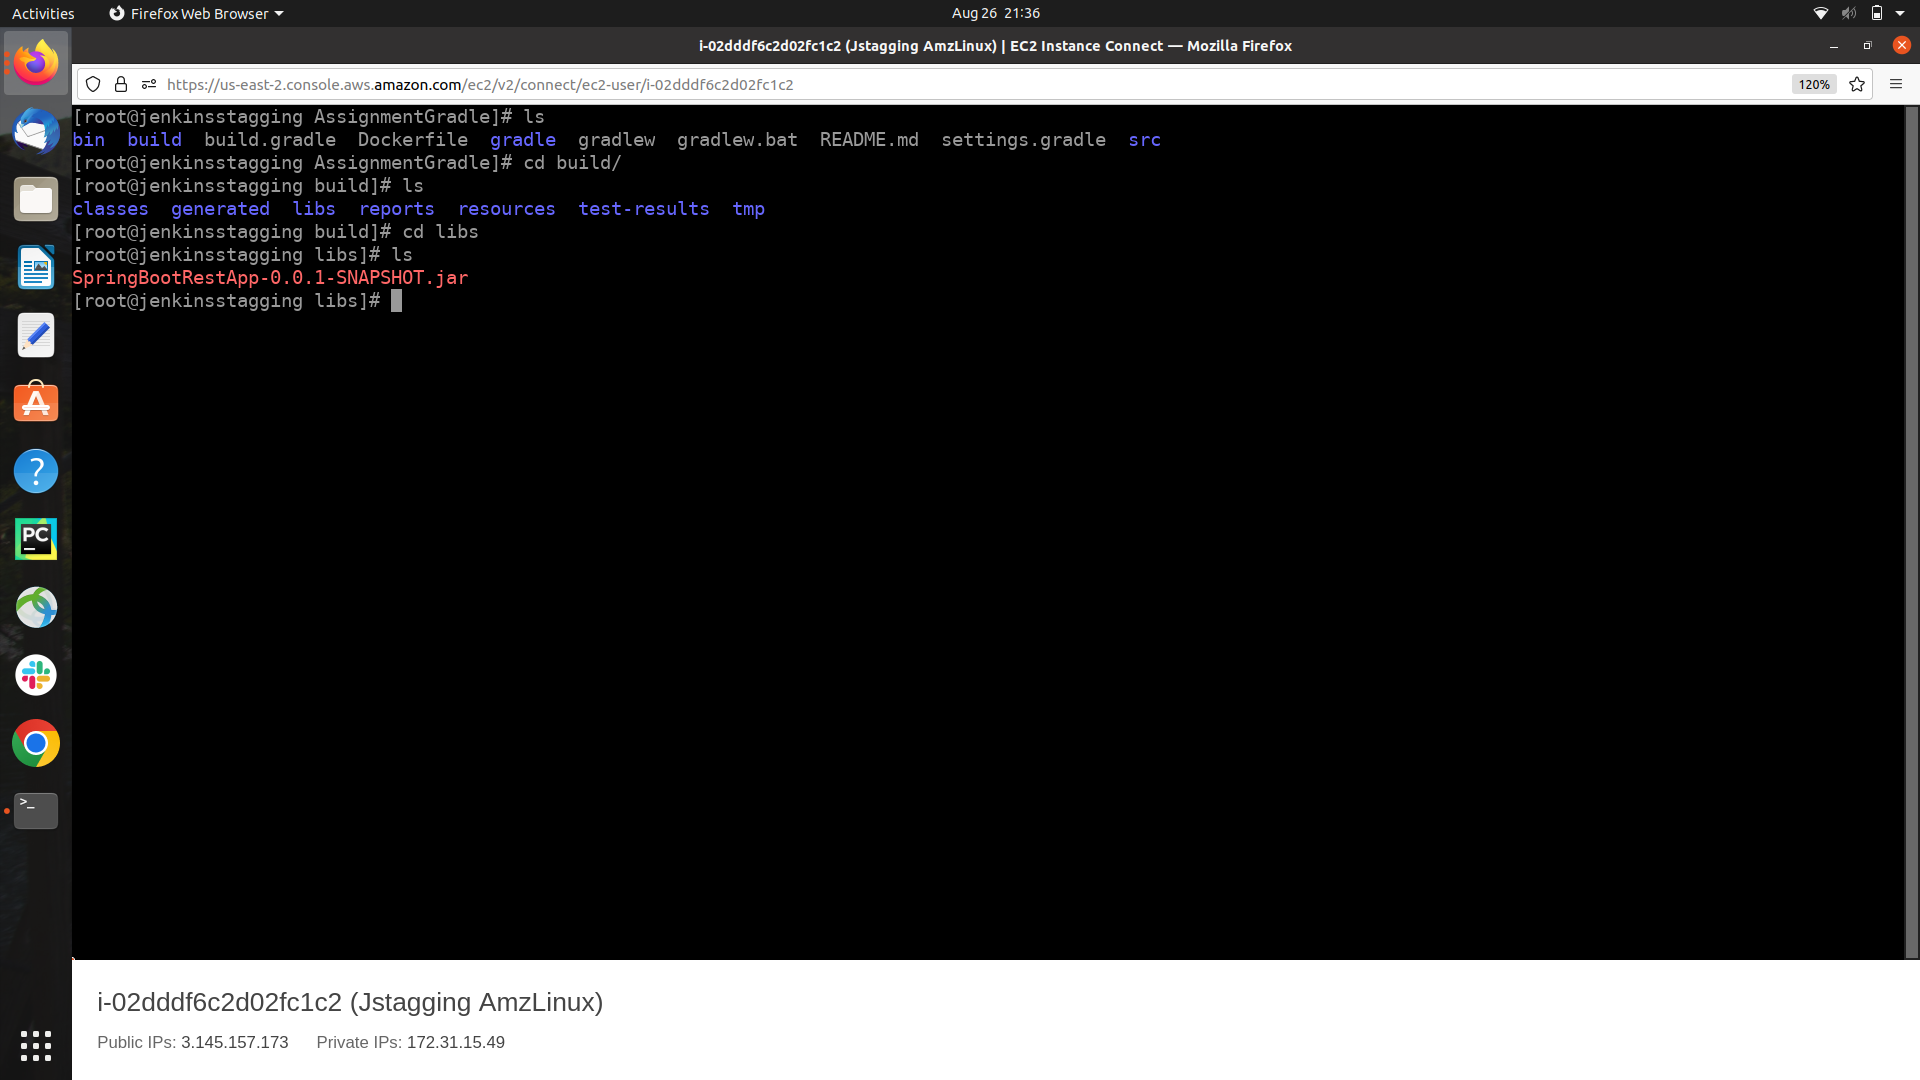 Activities
Firefox Web Browser
Aug 26 21:36
i-02dddf6c2d02fc1c2 (Jstagging AmzLinux) | EC2 Instance Connect — Mozilla Firefox
https://us-east-2.console.aws.amazon.com/ec2/v2/connect/ec2-user/i-02dddf6c2d02fc1c2
120%
[root@jenkinsstagging AssignmentGradle]# ls
bin build build.gradle Dockerfile gradle gradlew gradlew.bat README.md settings.gradle src
[root@jenkinsstagging AssignmentGradle]# cd build/
[root@jenkinsstagging build]# ls
classes generated libs reports resources test-results tmp
[root@jenkinsstagging build]# cd libs
[root@jenkinsstagging libs]# ls
SpringBootRestApp-0.0.1-SNAPSHOT.jar
[root@jenkinsstagging libs]#
PC
>_
i-02dddf6c2d02fc1c2 (Jstagging AmzLinux)
Public IPs: 3.145.157.173 Private IPs: 172.31.15.49